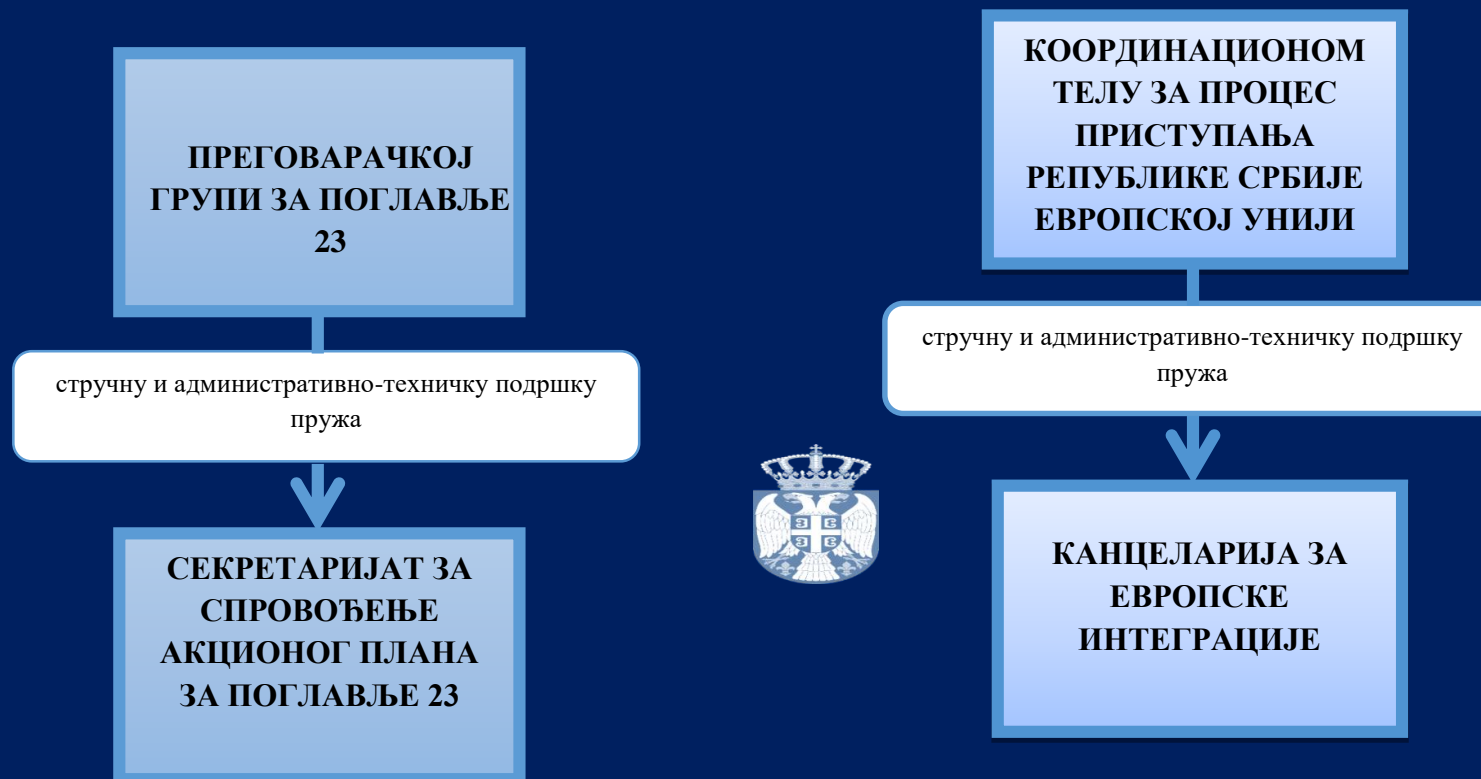 ПРЕГОВАРАЧКОЈ
ГРУПИ ЗА ПОГЛАВЉЕ
23
стручну и административно-техничку подршку
пружа
СЕКРЕТАРИЈАТ ЗА
СПРОВОЂЕЊЕ
АКЦИОНОГ ПЛАНА
ЗА ПОГЛАВЉЕ 23
КООРДИНАЦИОНОМ
ТЕЛУ ЗА ПРОЦЕС
ПРИСТУПАЊА
РЕПУБЛИКЕ СРБИЈЕ
ЕВРОПСКОЈ УНИЈИ
стручну и административно-техничку подршку
пружа
КАНЦЕЛАРИЈА ЗА
ЕВРОПСКЕ
ИНТЕГРАЦИЈЕ